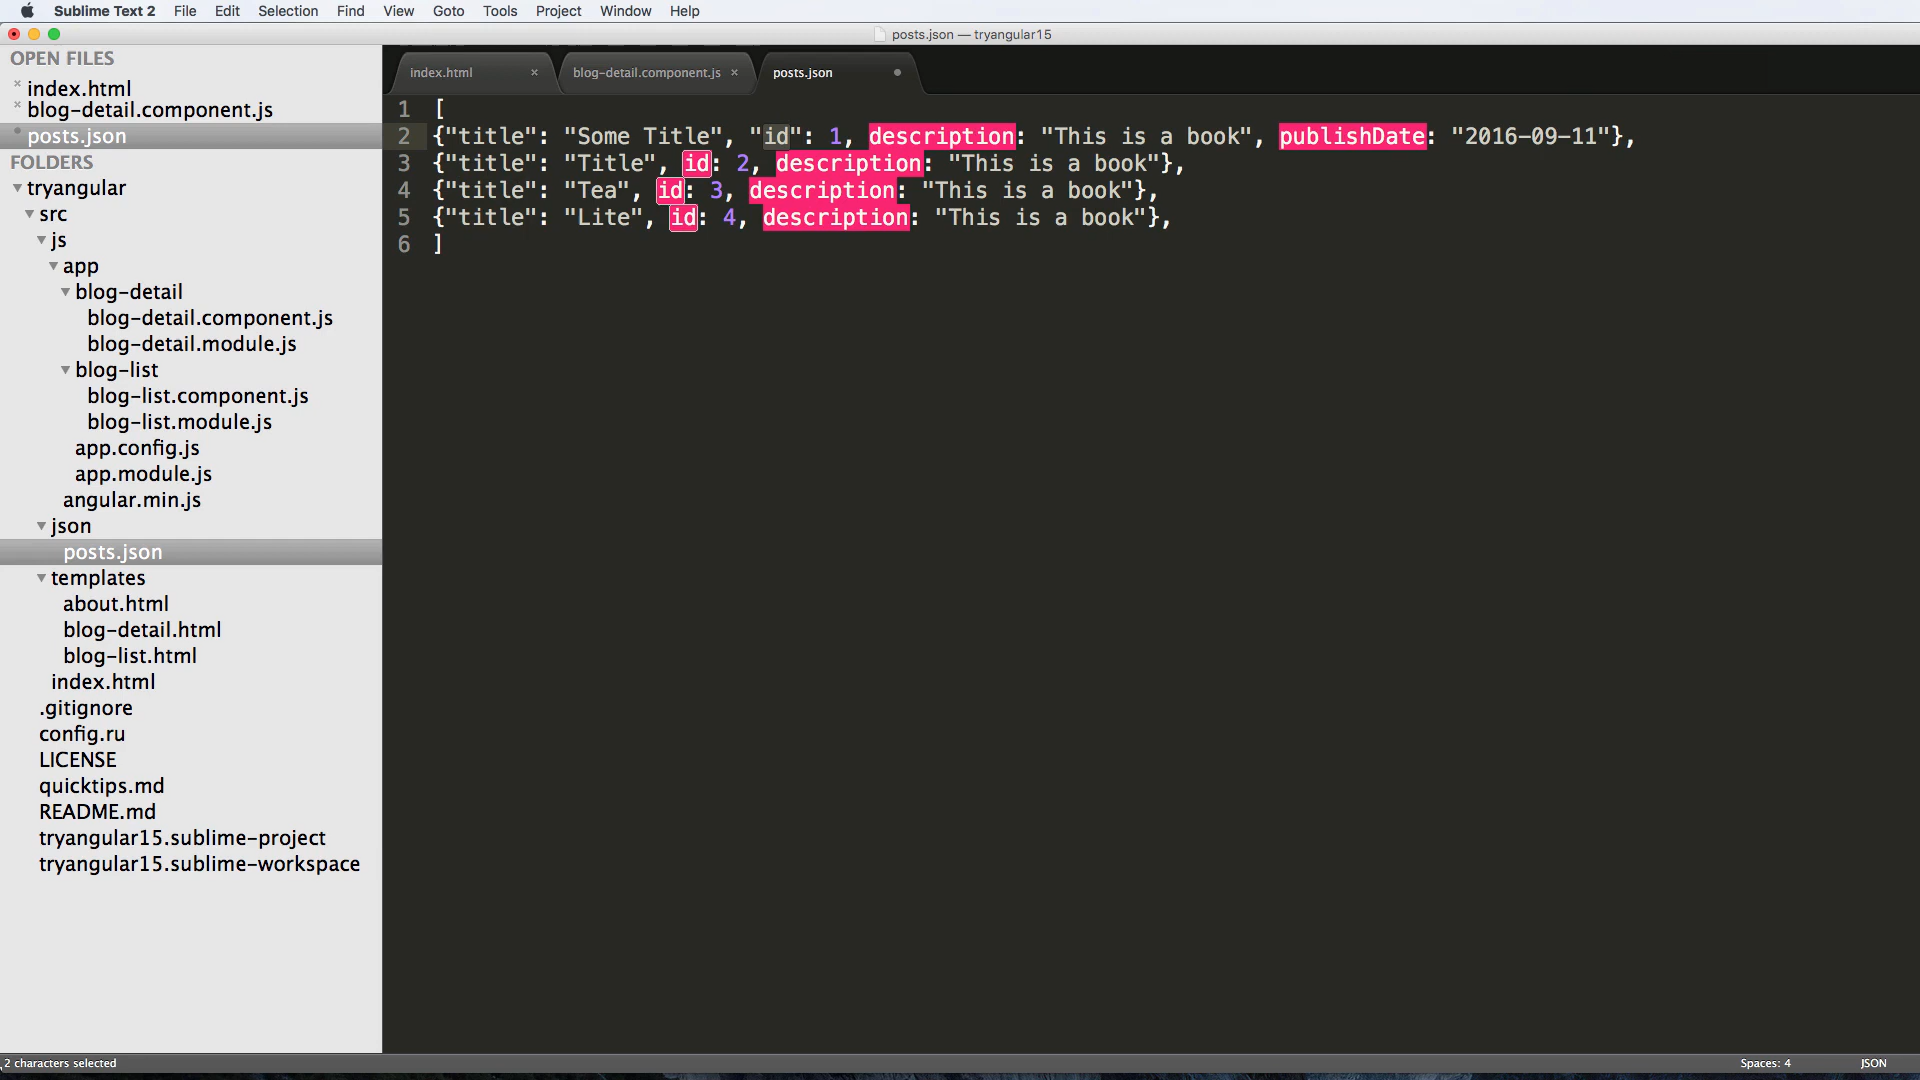 Sublime Text 2 File Edit Selection Find View Goto Tools Project Window Help
posts.json — tryangular15
OPEN FILES
index.html
blog-detail.component.js
posts.json
FOLDERS
tryangular
src
js
app
blog-detail
blog-detail.component.js
blog-detail.module.js
blog-list
blog-list.component.js
blog-list.module.js
app.config.js
app.module.js
angular.min.js
json
posts.json
templates
about.html
blog-detail.html
blog-list.html
index.html
.gitignore
config.ru
LICENSE
quicktips.md
README.md
tryangular15.sublime-project
tryangular15.sublime-workspace
index.html × blog-detail.component.js × posts.json
1 [
2 {"title": "Some Title", "id": 1, description: "This is a book", publishDate: "2016-09-11"},
3 {"title": "Title", id: 2, description: "This is a book"},
4 {"title": "Tea", id: 3, description: "This is a book"},
5 {"title": "Lite", id: 4, description: "This is a book"},
6 ]
2 characters selected Spaces: 4 JSON